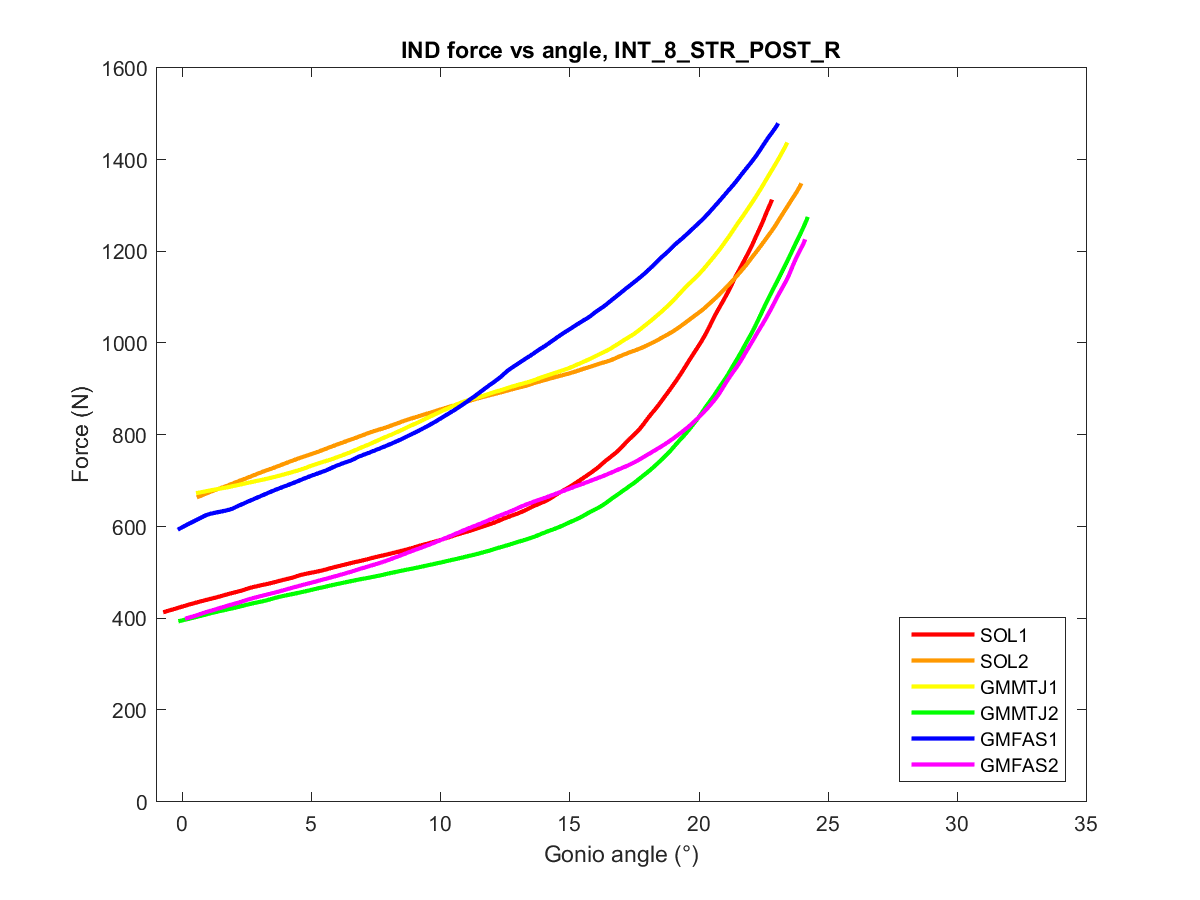 IND force vs angle, INT_8_STR_POST_R
1600
1400
1200
1000
800
600
400
200
0
Force (N)
0 5 10 15 20 25 30 35
Gonio angle (°)
SOL1
SOL2
GMMTJ1
GMMTJ2
GMFAS1
GMFAS2